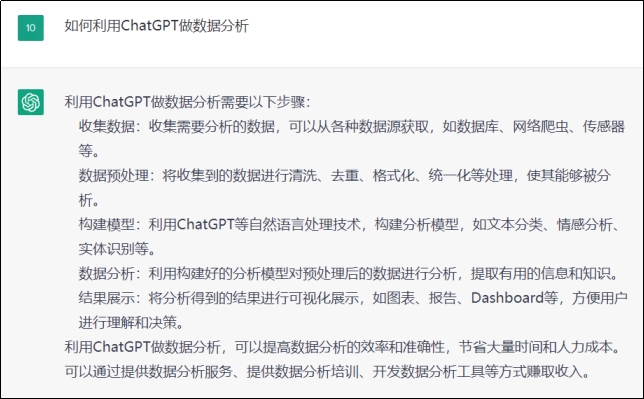 10
如何利用ChatGPT做数据分析
利用ChatGPT做数据分析需要以下步骤：
收集数据：收集需要分析的数据，可以从各种数据源获取，如数据库、网络爬虫、传感器
等。
数据预处理：将收集到的数据进行清洗、去重、格式化、统一化等处理，使其能够被分
析。
构建模型：利用ChatGPT等自然语言处理技术，构建分析模型，如文本分类、情感分析、
实体识别等。
数据分析：利用构建好的分析模型对预处理后的数据进行分析，提取有用的信息和知识。
结果展示：将分析得到的结果进行可视化展示，如图表、报告、Dashboard等，方便用户
进行理解和决策。
利用ChatGPT做数据分析，可以提高数据分析的效率和准确性，节省大量时间和人力成本。
可以通过提供数据分析服务、提供数据分析培训、开发数据分析工具等方式赚取收入。